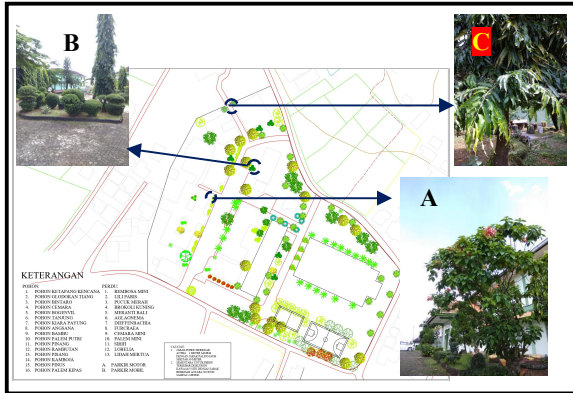 B
C
A
KETERANGAN
POHON:
1. POHON KETAPANG KENCANA
2. POHON GLODOKAN TIANG
3. POHON BINTARO
4. POHON CEMARA
5. POHON BOGENVIL
6. POHON TANJUNG
7. POHON KIARA PAYUNG
8. POHON ANGSANA
9. POHON BAMBU
10. POHON PALEM PUTRI
11. POHON PINANG
12. POHON RAMBUTAN
13. POHON PISANG
14. POHON KAMBOJA
15. POHON PINUS
16. POHON PALEM KIPAS
PERDU:
1. REMBOSA MINI
2. LILI PARIS
3. PUCUK MERAH
4. BROKOLI KUNING
5. MERANTI BALI
6. AGLAONEMA
7. DIEFFENBACHIA
8. FURCRAEA
9. CEMARA MINI
10. PALEM MINI
11. SIRIH
12. LOBELIA
13. LIDAH MERTUA
A. PARKIR MOTOR
B. PARKIR MOBIL